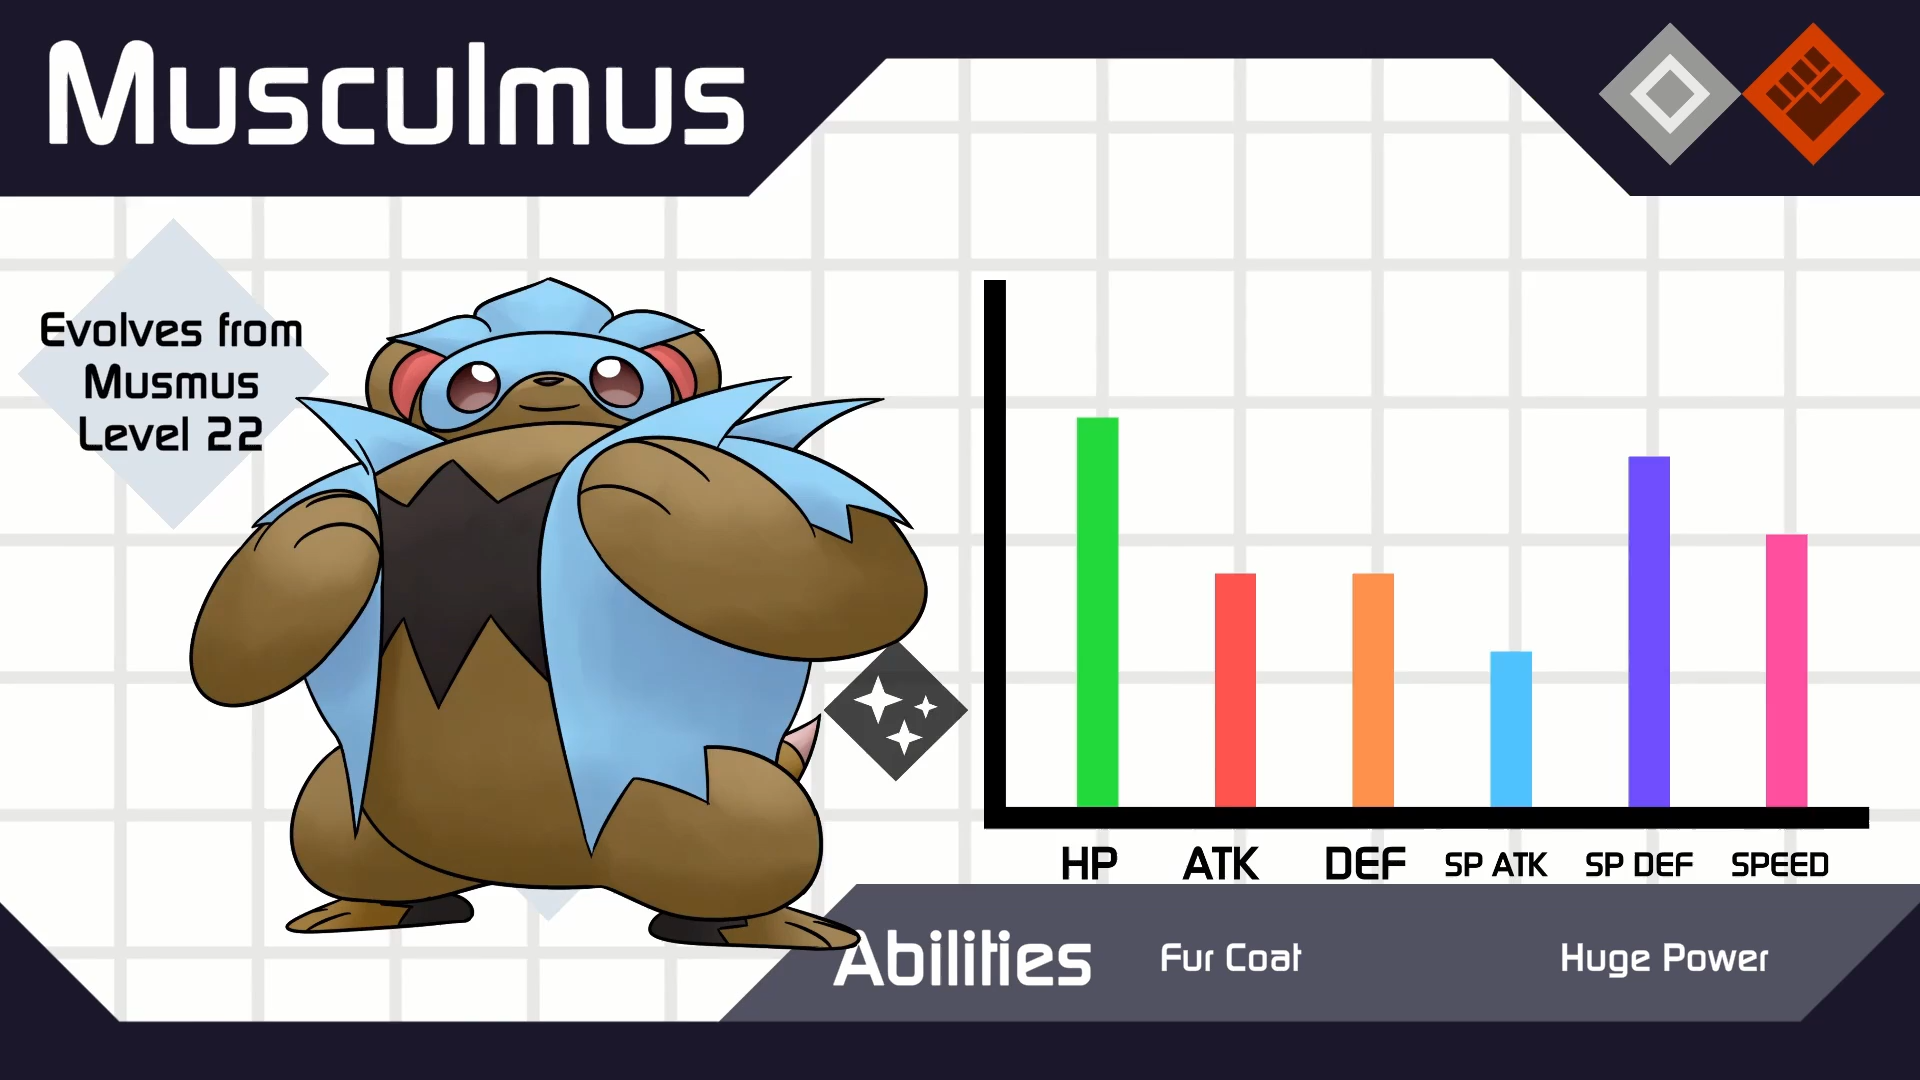 Musculmus
Evolves from
Musmus
Level 22
HP
ATK
DEF
SP ATK
SP DEF
SPEED
Abilities
Fur Coat
Huge Power